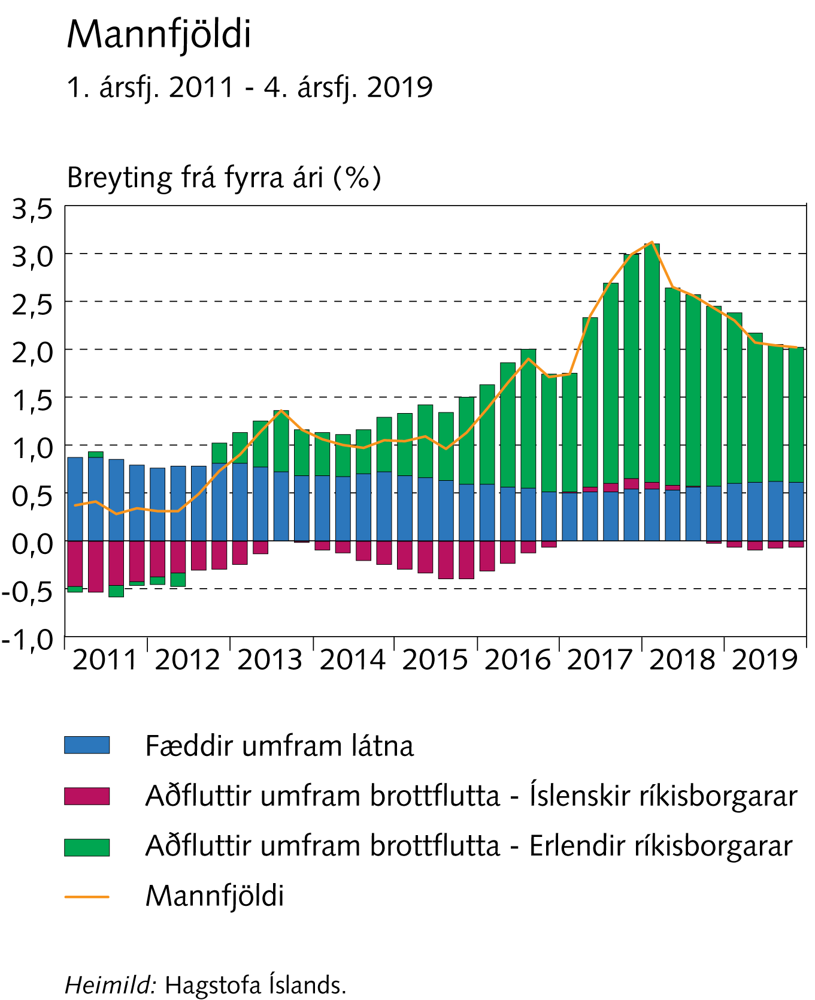 Mannfjöldi
1. ársfj. 2011 - 4. ársfj. 2019
Breyting frá fyrra ári (%)
3,5
3,0
2,5
2,0
1,5
1,0
0,5
0,0
-0,5
-1,0
2011 2012 2013 2014 2015 2016 2017 2018 2019
Fæddir umfram látna
Aðfluttir umfram brottflutta - Íslenskir ríkisborgarar
Aðfluttir umfram brottflutta - Erlendir ríkisborgarar
Mannfjöldi
Heimild: Hagstofa Íslands.